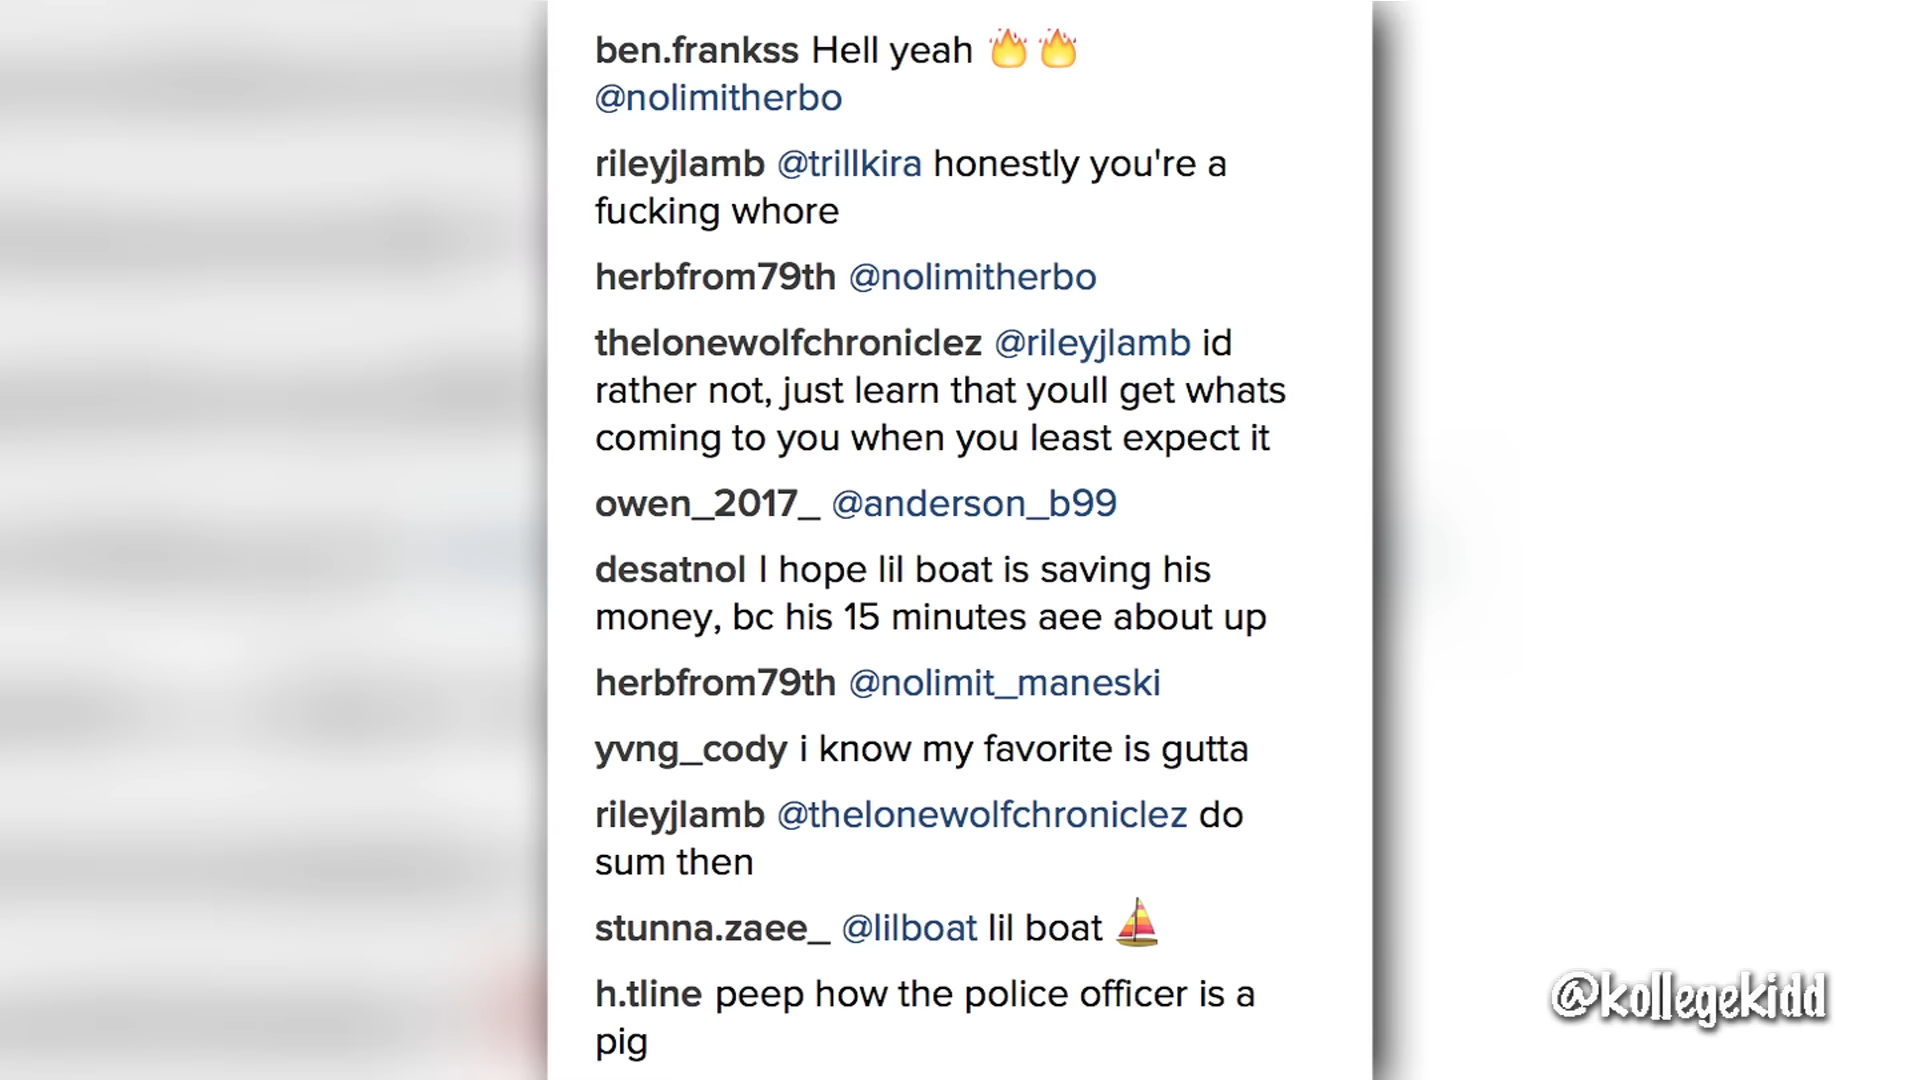 ben.frankss Hell yeah 🔥🔥
@nolimitherbo
rileyjlamb @trillkira honestly you're a
fucking whore
herbfrom79th @nolimitherbo
thelonewolfchroniclez @rileyjlamb id
rather not, just learn that youll get whats
coming to you when you least expect it
owen_2017_ @anderson_b99
desatnol I hope lil boat is saving his
money, bc his 15 minutes aee about up
herbfrom79th @nolimit_maneski
yvng_cody i know my favorite is gutta
rileyjlamb @thelonewolfchroniclez do
sum then
stunna.zaee_ @lilboat lil boat ⛵
h.tline peep how the police officer is a
pig
@kollegekidd